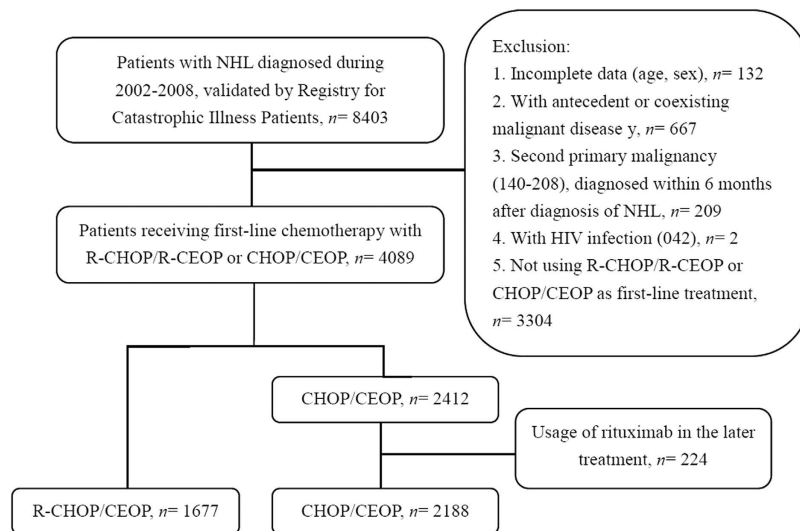 Patients with NHL diagnosed during
2002-2008, validated by Registry for
Catastrophic Illness Patients, n= 8403
Exclusion:
1. Incomplete data (age, sex), n= 132
2. With antecedent or coexisting
malignant disease y, n= 667
3. Second primary malignancy
(140-208), diagnosed within 6 months
after diagnosis of NHL, n= 209
4. With HIV infection (042), n= 2
5. Not using R-CHOP/R-CEOP or
CHOP/CEOP as first-line treatment,
n= 3304
Patients receiving first-line chemotherapy with
R-CHOP/R-CEOP or CHOP/CEOP, n= 4089
CHOP/CEOP, n= 2412
Usage of rituximab in the later
treatment, n= 224
R-CHOP/CEOP, n= 1677
CHOP/CEOP, n= 2188